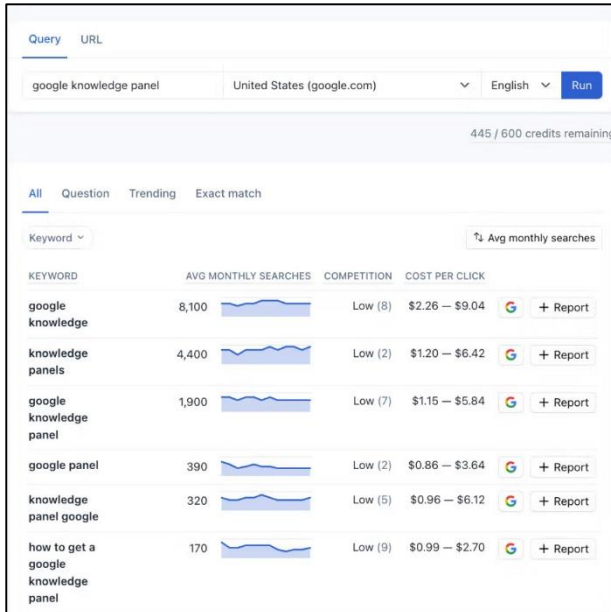 Query URL
google knowledge panel United States (google.com) English Run
445 / 600 credits remaining
All Question Trending Exact match
Keyword Avg monthly searches
KEYWORD AVG MONTHLY SEARCHES COMPETITION COST PER CLICK
google
knowledge
8,100 Low (8) $2.26 — $9.04 G + Report
knowledge
panels
4,400 Low (2) $1.20 — $6.42 G + Report
google
knowledge
panel
1,900 Low (7) $1.15 — $5.84 G + Report
google panel 390 Low (2) $0.86 — $3.64 G + Report
knowledge
panel google
320 Low (5) $0.96 — $6.12 G + Report
how to get a
google
knowledge
panel
170 Low (9) $0.99 — $2.70 G + Report